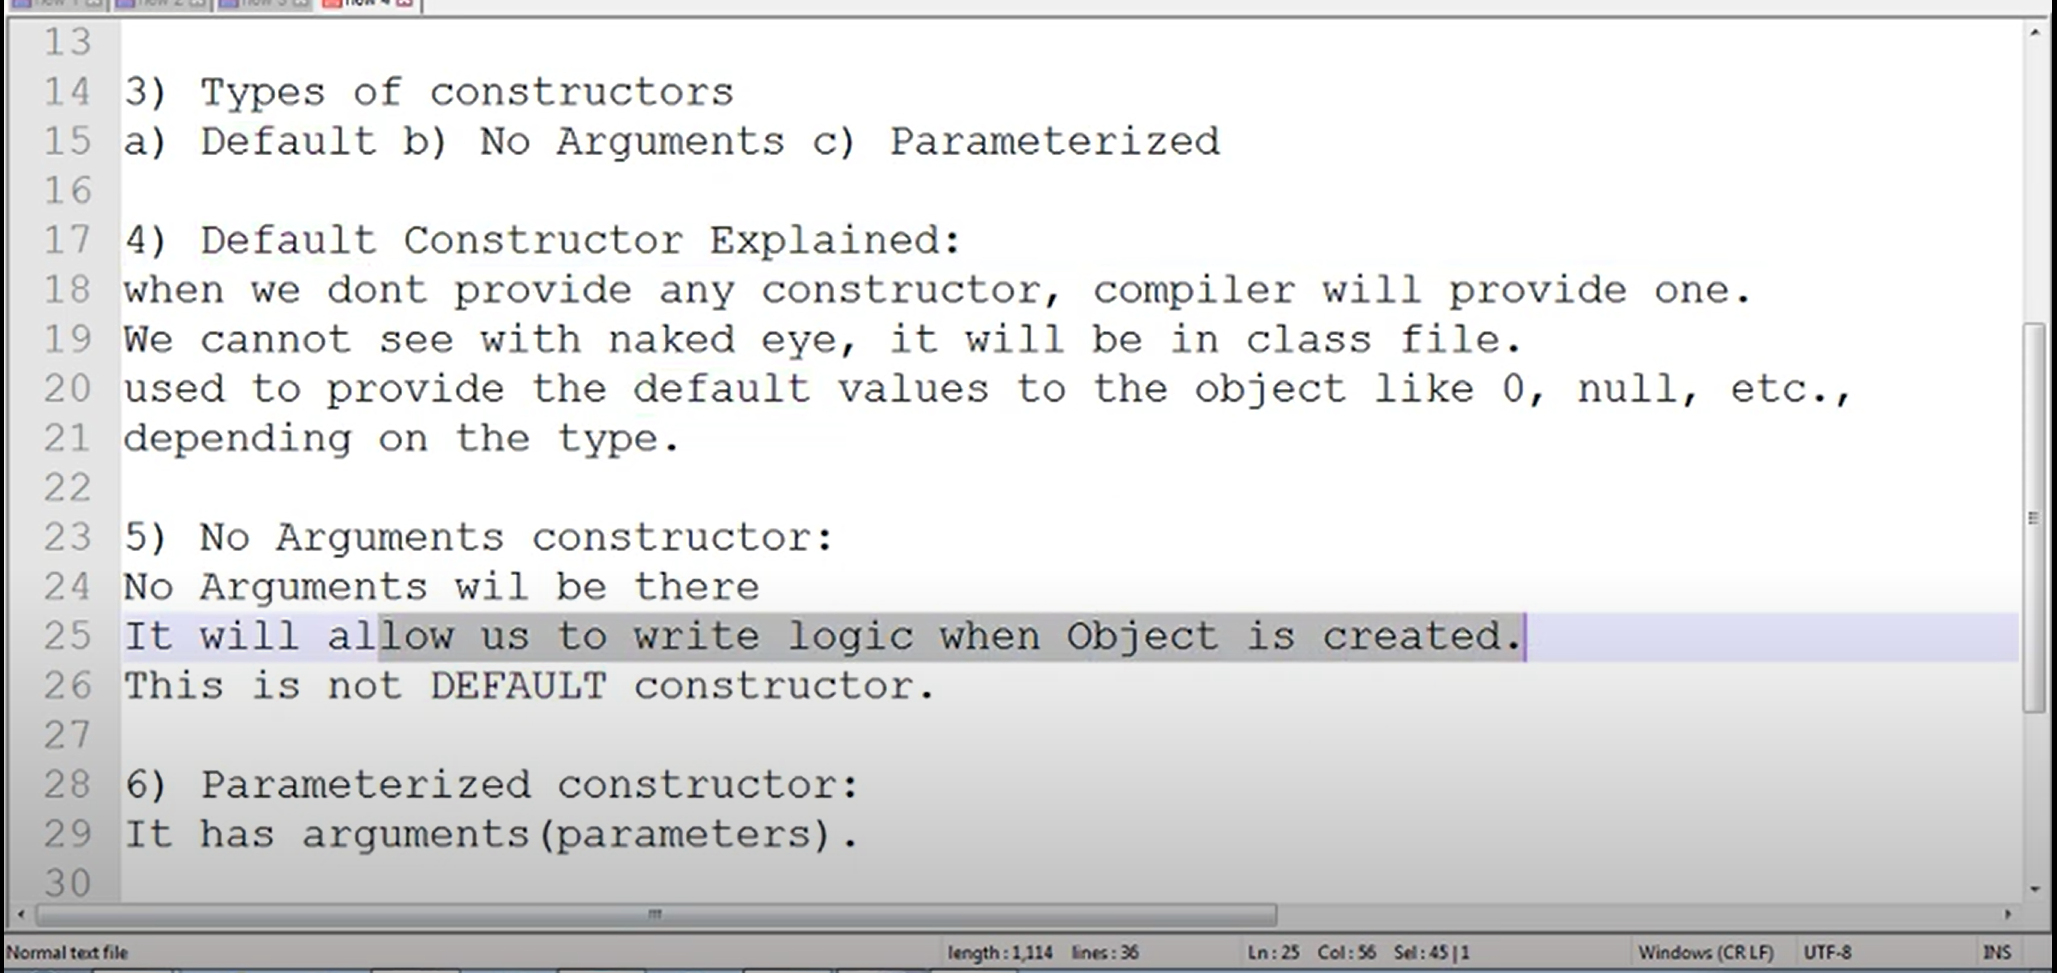 new 1 new 2 new 3 new 4
13
14 3) Types of constructors
15 a) Default b) No Arguments c) Parameterized
16
17 4) Default Constructor Explained:
18 when we dont provide any constructor, compiler will provide one.
19 We cannot see with naked eye, it will be in class file.
20 used to provide the default values to the object like 0, null, etc.,
21 depending on the type.
22
23 5) No Arguments constructor:
24 No Arguments wil be there
25 It will allow us to write logic when Object is created.
26 This is not DEFAULT constructor.
27
28 6) Parameterized constructor:
29 It has arguments(parameters).
30
Normal text file length : 1,114 lines : 36 Ln : 25 Col : 56 Sel : 45 | 1 Windows (CR LF) UTF-8 INS